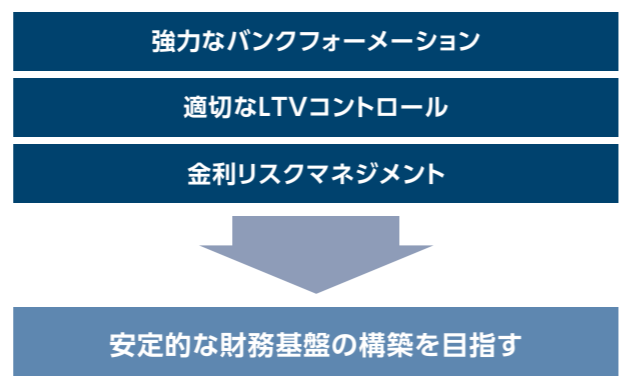 強力なバンクフォーメーション
適切なLTVコントロール
金利リスクマネジメント
安定的な財務基盤の構築を目指す